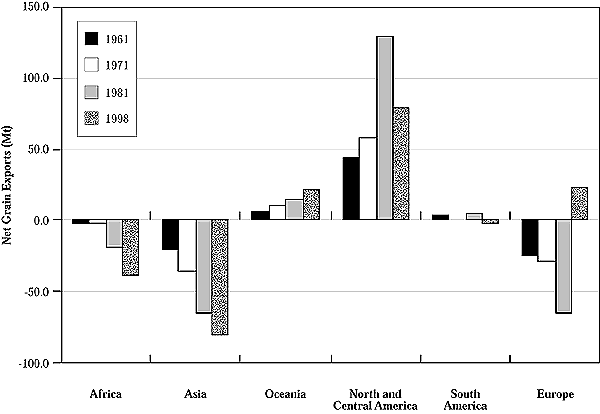 150.0
100.0
50.0
0.0
-50.0
-100.0
Net Grain Exports (Mt)
1961
1971
1981
1998
Africa
Asia
Oceania
North and
Central America
South
America
Europe